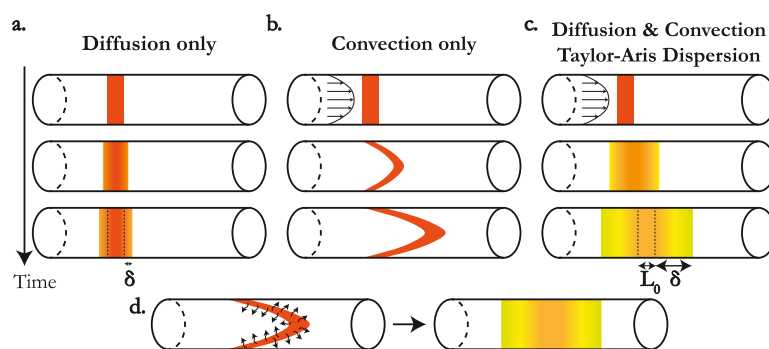 a.
Diffusion only
b.
Convection only
c.
Diffusion & Convection
Taylor-Aris Dispersion
Time
δ
L0
δ
d.